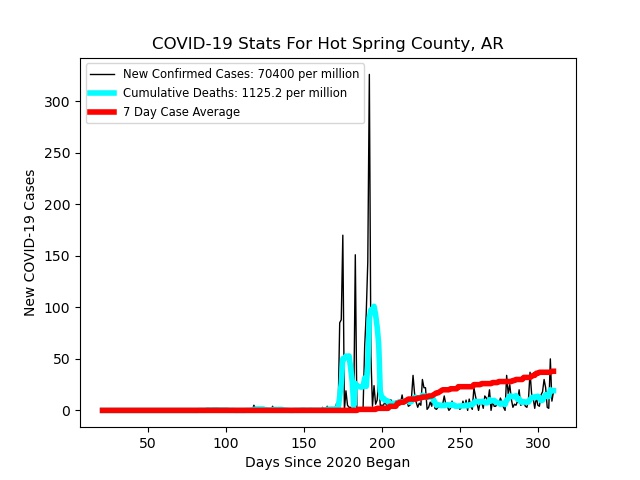 COVID-19 Stats For Hot Spring County, AR
New Confirmed Cases: 70400 per million
Cumulative Deaths: 1125.2 per million
7 Day Case Average
New COVID-19 Cases
300
250
200
150
100
50
0
50 100 150 200 250 300
Days Since 2020 Began